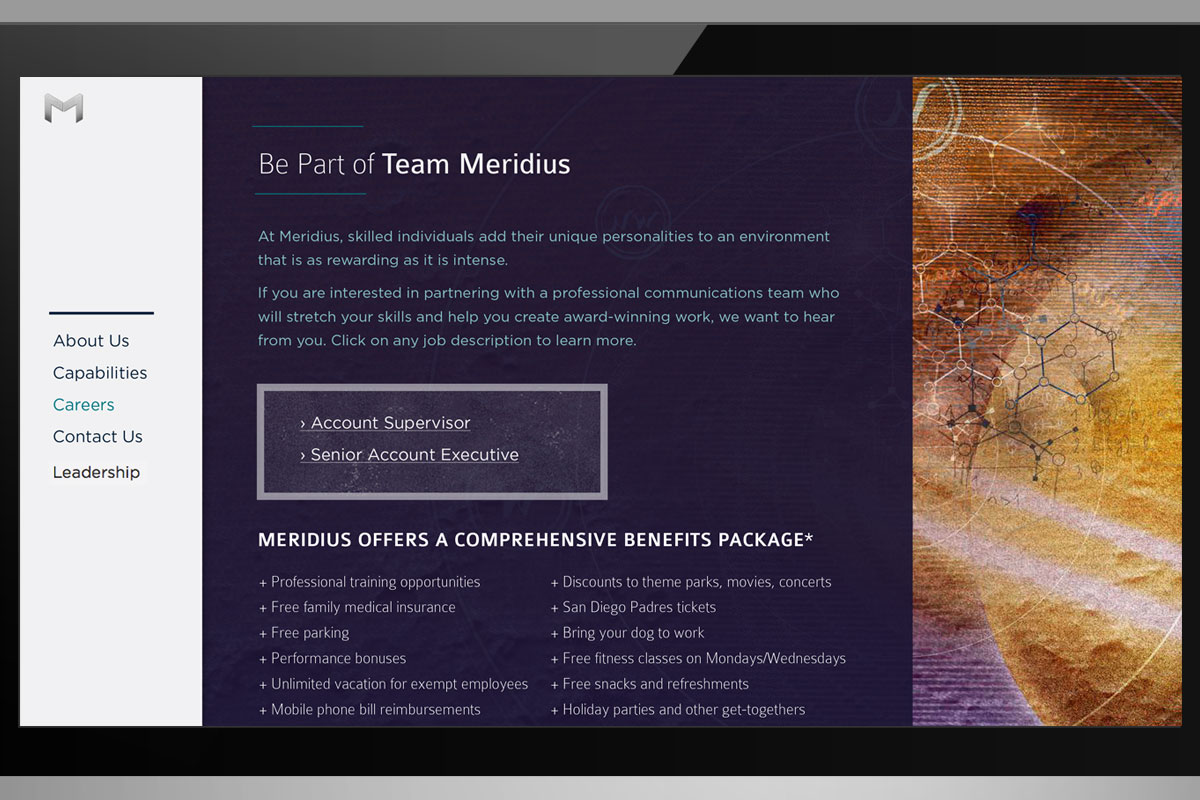 About Us
Capabilities
Careers
Contact Us
Leadership
Be Part of Team Meridius
At Meridius, skilled individuals add their unique personalities to an environment
that is as rewarding as it is intense.
If you are interested in partnering with a professional communications team who
will stretch your skills and help you create award-winning work, we want to hear
from you. Click on any job description to learn more.
› Account Supervisor
› Senior Account Executive
MERIDIUS OFFERS A COMPREHENSIVE BENEFITS PACKAGE*
+ Professional training opportunities
+ Free family medical insurance
+ Free parking
+ Performance bonuses
+ Unlimited vacation for exempt employees
+ Mobile phone bill reimbursements
+ Discounts to theme parks, movies, concerts
+ San Diego Padres tickets
+ Bring your dog to work
+ Free fitness classes on Mondays/Wednesdays
+ Free snacks and refreshments
+ Holiday parties and other get-togethers